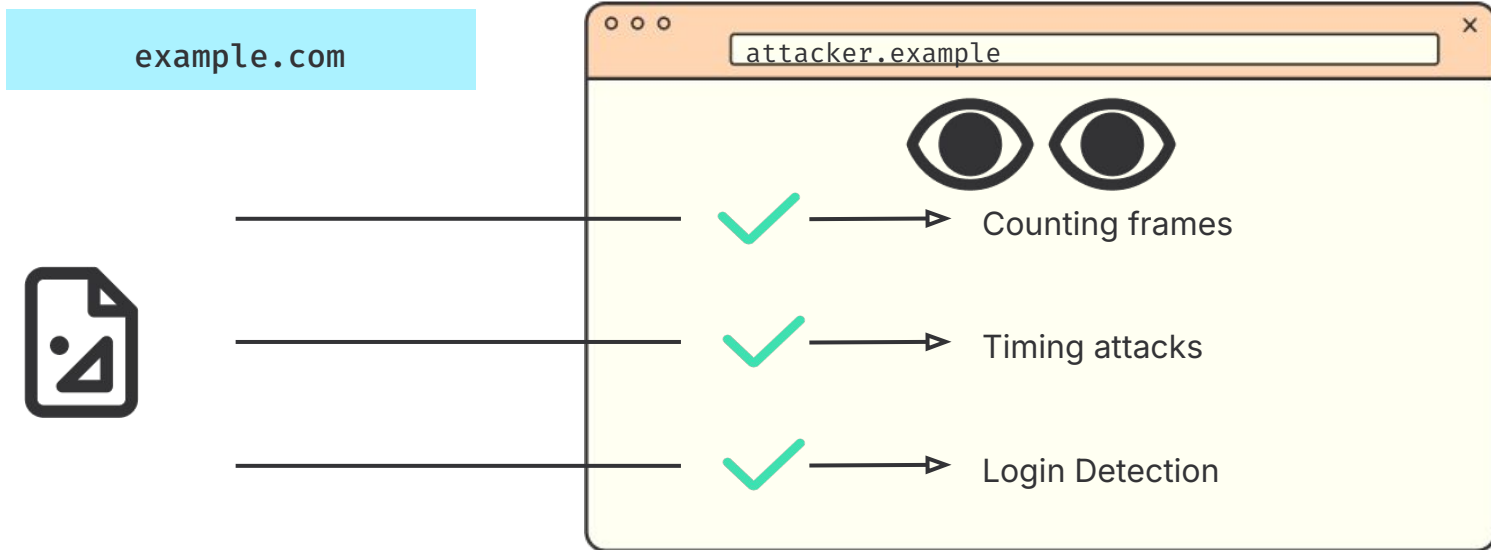 example.com
attacker.example
Counting frames
Timing attacks
Login Detection